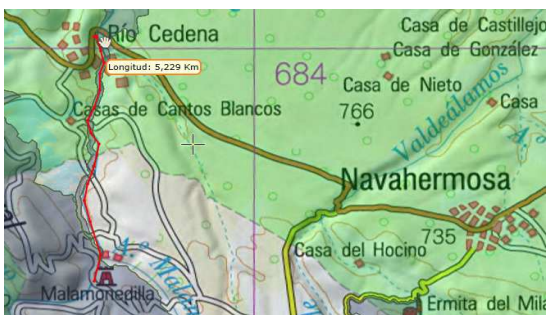 Casa de Castillejo
Río Cedena
Casa de González
Longitud: 5,229 Km
684
Casa de Nieto
Casas de Cantos Blancos
766
Casa
Valdeálamos
A.º
Navahermosa
735
Casa del Hocino
A.º Mal
Malamonedilla
Ermita del Mila